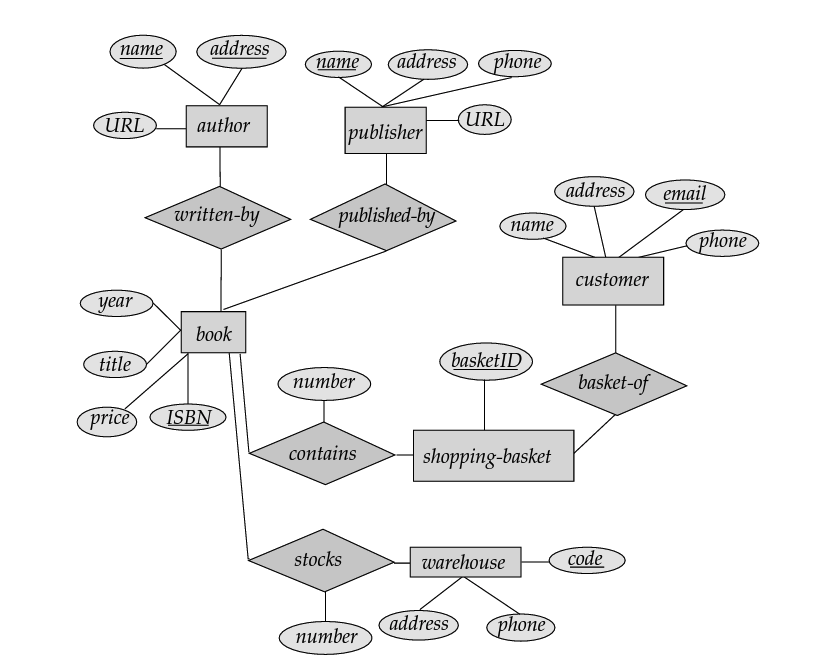 name
address
name
address
phone
URL
author
publisher
URL
address
email
name
phone
written-by
published-by
customer
year
book
title
price
ISBN
number
basketID
basket-of
contains
shopping-basket
stocks
warehouse
code
number
address
phone